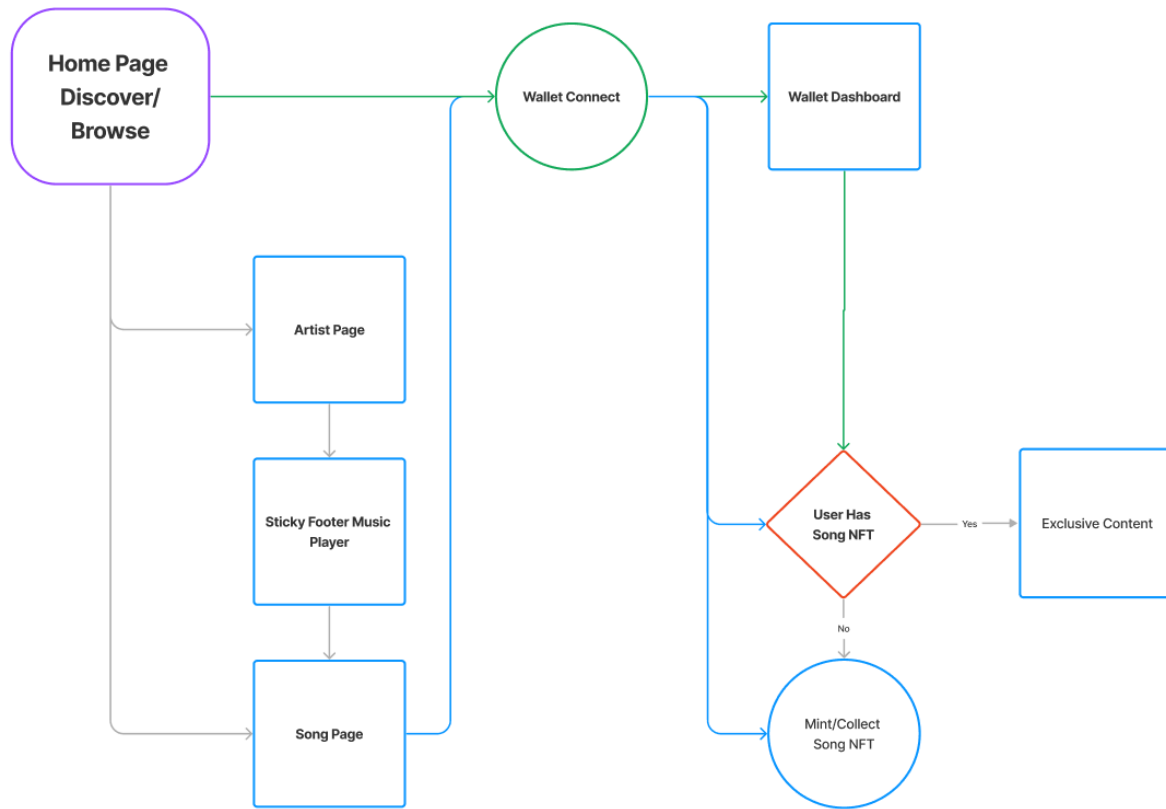 Home Page
Discover/
Browse
Wallet Connect
Wallet Dashboard
Artist Page
Sticky Footer Music
Player
User Has
Song NFT
Yes
Exclusive Content
No
Song Page
Mint/Collect
Song NFT